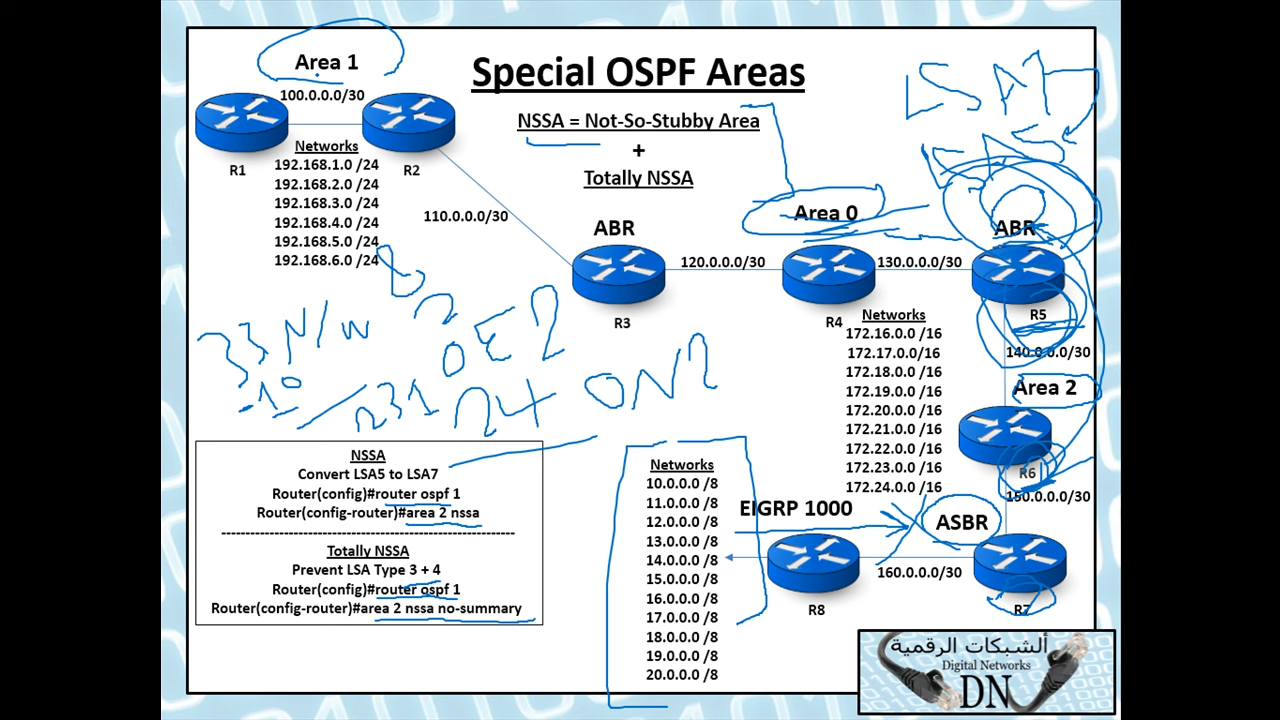 Special OSPF Areas
NSSA = Not-So-Stubby Area
+
Totally NSSA
Area 1
100.0.0.0/30
R1
R2
Networks
192.168.1.0 /24
192.168.2.0 /24
192.168.3.0 /24
192.168.4.0 /24
192.168.5.0 /24
192.168.6.0 /24
110.0.0.0/30
ABR
R3
120.0.0.0/30
Area 0
R4
130.0.0.0/30
ABR
R5
Networks
172.16.0.0 /16
172.17.0.0/16
172.18.0.0 /16
172.19.0.0 /16
172.20.0.0 /16
172.21.0.0 /16
172.22.0.0 /16
172.23.0.0 /16
172.24.0.0 /16
140.0.0.0/30
Area 2
R6
150.0.0.0/30
33 N/W
OE2
231
24
ON2
NSSA
Convert LSA5 to LSA7
Router(config)#router ospf 1
Router(config-router)#area 2 nssa
Totally NSSA
Prevent LSA Type 3 + 4
Router(config)#router ospf 1
Router(config-router)#area 2 nssa no-summary
Networks
10.0.0.0 /8
11.0.0.0 /8
12.0.0.0 /8
13.0.0.0 /8
14.0.0.0 /8
15.0.0.0 /8
16.0.0.0 /8
17.0.0.0 /8
18.0.0.0 /8
19.0.0.0 /8
20.0.0.0 /8
EIGRP 1000
ASBR
R8
160.0.0.0/30
R7
ألشبكات الرقمية
Digital Networks
DN